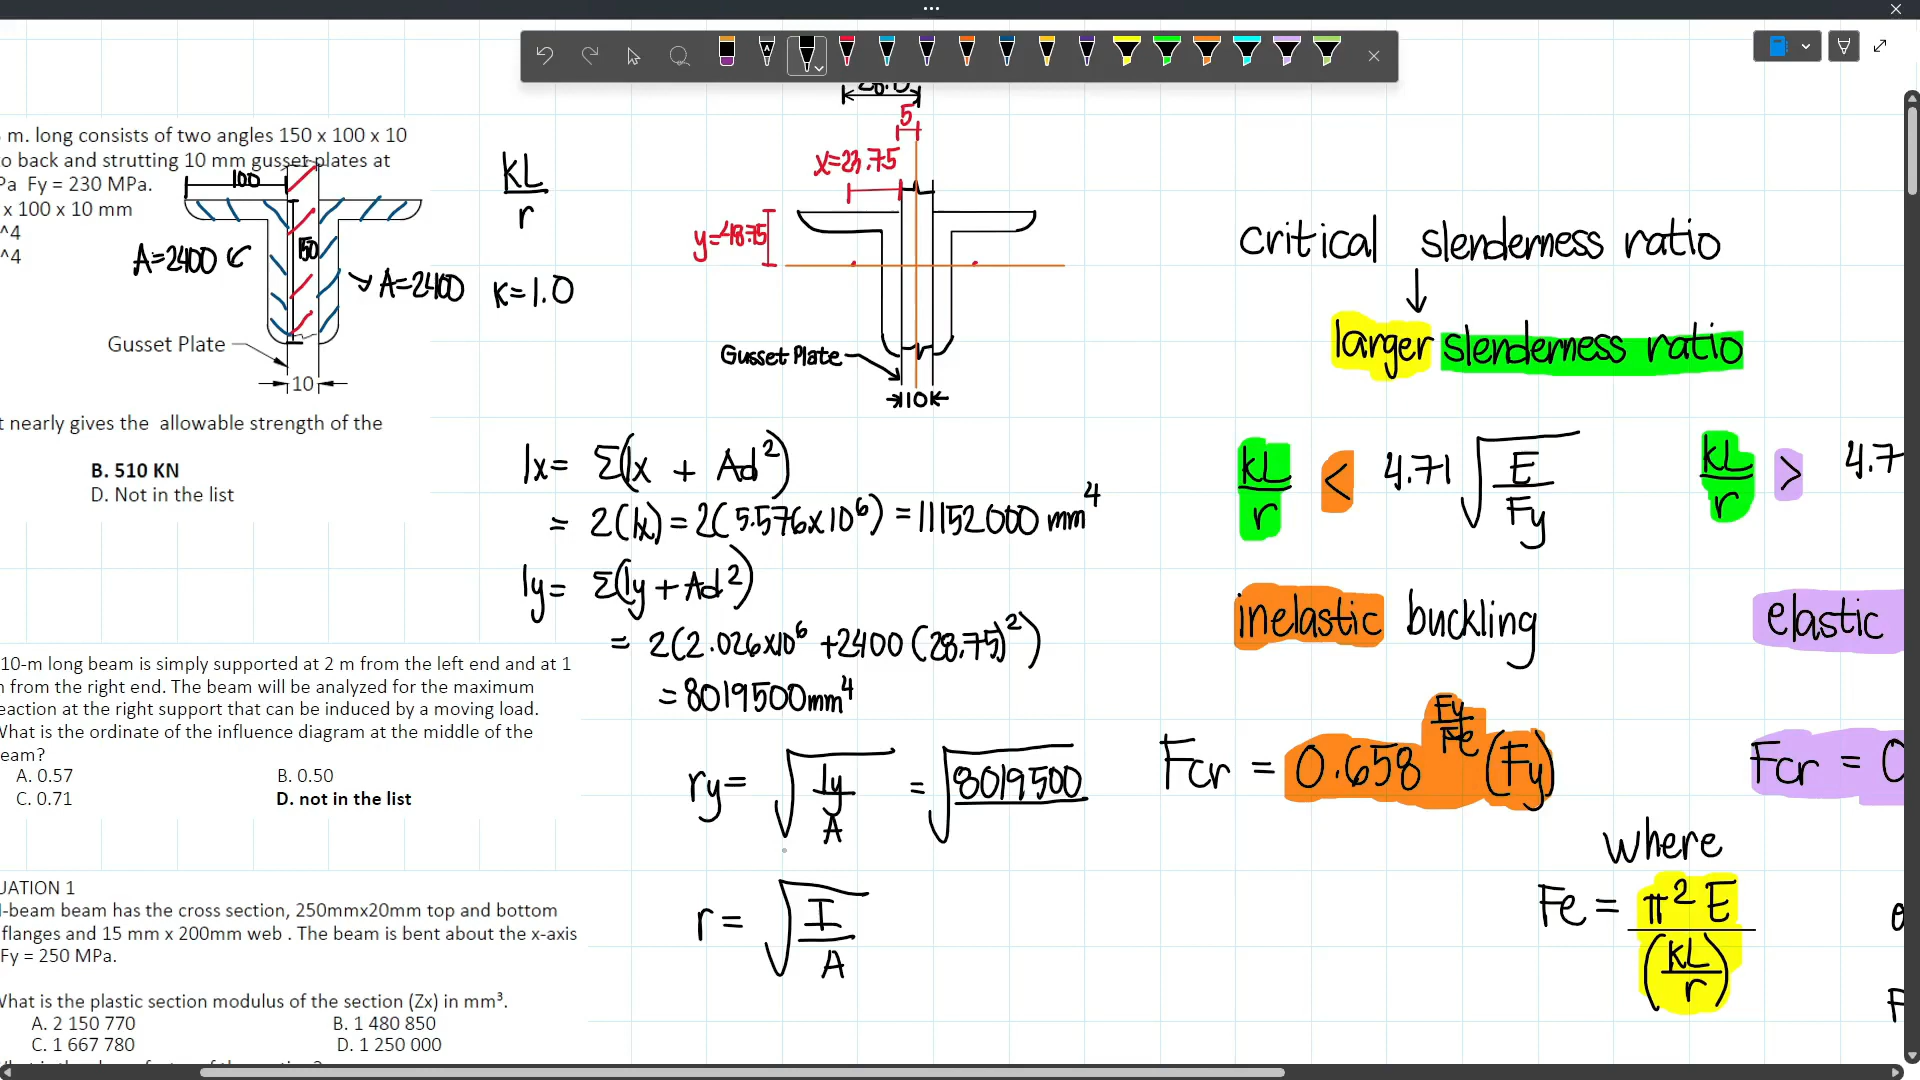 m. long consists of two angles 150 x 100 x 10
o back and strutting 10 mm gusset plates at
Pa Fy = 230 MPa.
x 100 x 10 mm
^4
^4
100
150
A=2400
A=2400
Gusset Plate
10
t nearly gives the allowable strength of the
B. 510 KN
D. Not in the list
10-m long beam is simply supported at 2 m from the left end and at 1
from the right end. The beam will be analyzed for the maximum
eaction at the right support that can be induced by a moving load.
What is the ordinate of the influence diagram at the middle of the
eam?
A. 0.57 B. 0.50
C. 0.71 D. not in the list
UATION 1
I-beam beam has the cross section, 250mmx20mm top and bottom
flanges and 15 mm x 200mm web . The beam is bent about the x-axis
Fy = 250 MPa.
What is the plastic section modulus of the section (Zx) in mm³.
A. 2 150 770 B. 1 480 850
C. 1 667 780 D. 1 250 000
kL
r
K=1.0
5
x=23.75
y=48.75
Gusset Plate
10
Ix= Σ(Ix + Ad²)
= 2(Ix) = 2(5.576x10⁶) = 11152000 mm⁴
Iy= Σ(Iy + Ad²)
= 2(2.026x10⁶ +2400 (28.75)²)
= 8019500mm⁴
ry= √ Iy/A = √ 8019500
r = √ I/A
critical slenderness ratio
↓
larger slenderness ratio
kL/r < 4.71 √ E/Fy kL/r > 4.7
inelastic buckling elastic
Fcr = 0.658^(Fy/Fe) (Fy) Fcr = 0
where
Fe = π² E
(kL/r)